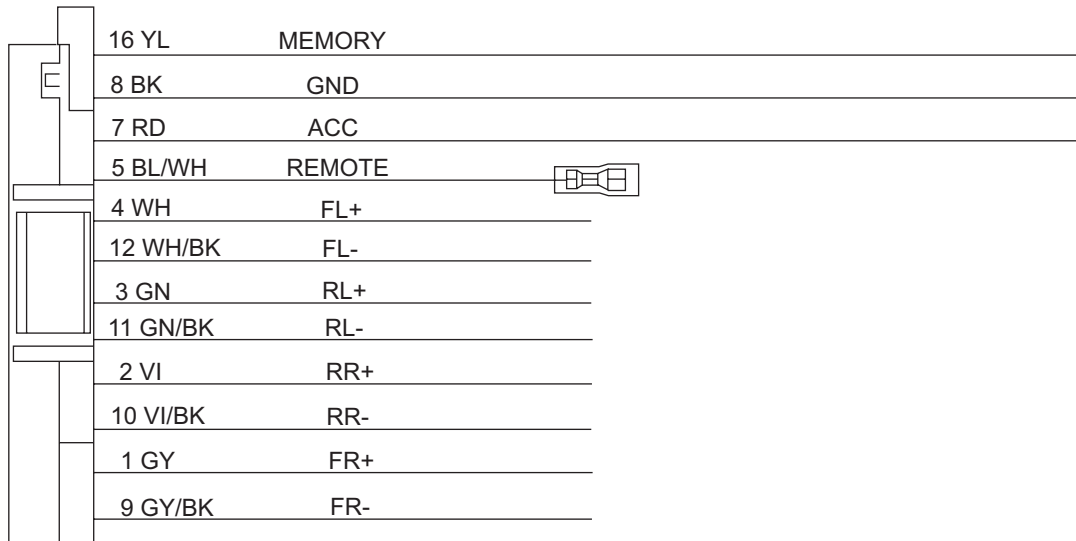 16 YL MEMORY
8 BK GND
7 RD ACC
5 BL/WH REMOTE
4 WH FL+
12 WH/BK FL-
3 GN RL+
11 GN/BK RL-
2 VI RR+
10 VI/BK RR-
1 GY FR+
9 GY/BK FR-